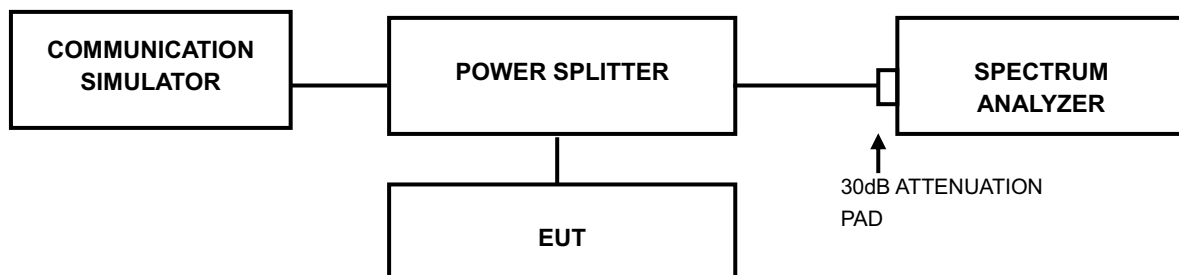 COMMUNICATION
SIMULATOR
POWER SPLITTER
SPECTRUM
ANALYZER
30dB ATTENUATION
PAD
EUT